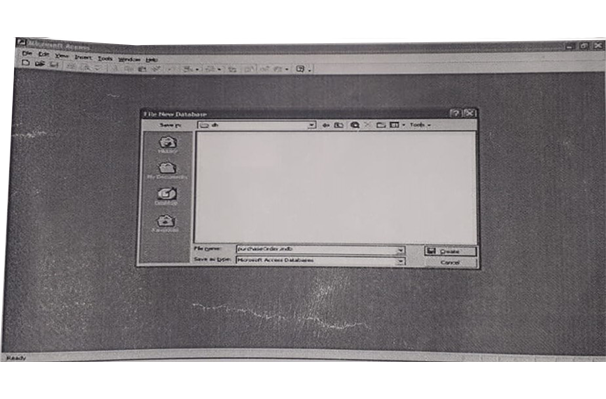 Microsoft Access
File Edit View Insert Tools Window Help
File New Database
Save in: db
Tools
History
My Documents
Desktop
Favorites
File name: purchaseOrder.mdb
Create
Save as type: Microsoft Access Databases
Cancel
Ready